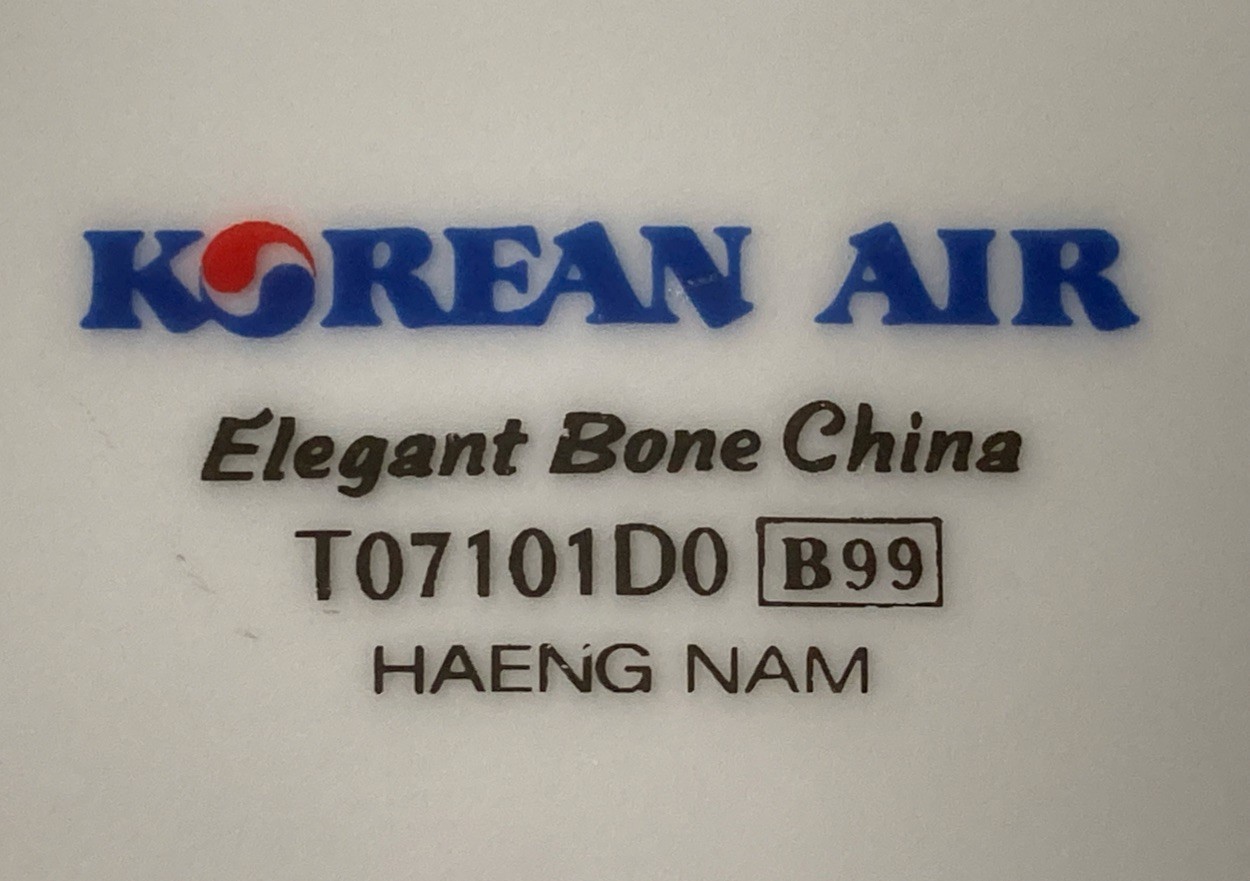 KOREAN AIR
Elegant Bone China
T07101D0 B99
HAENG NAM